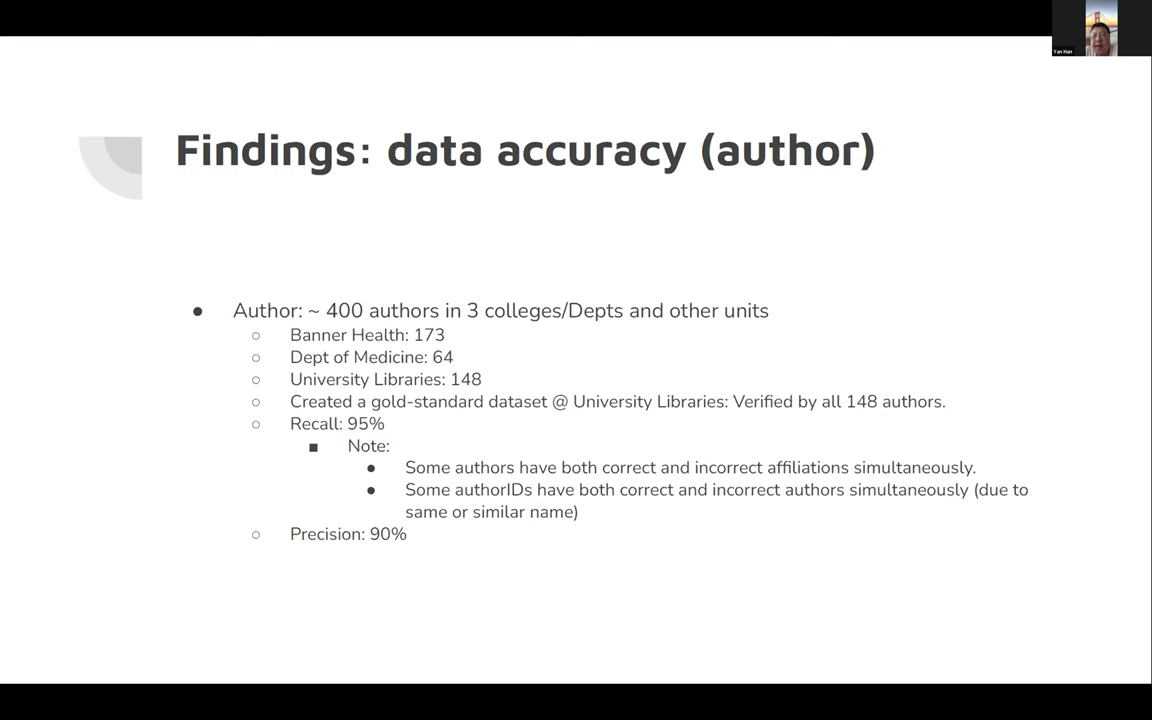 Yan Han
Findings: data accuracy (author)
● Author: ~ 400 authors in 3 colleges/Depts and other units
○ Banner Health: 173
○ Dept of Medicine: 64
○ University Libraries: 148
○ Created a gold-standard dataset @ University Libraries: Verified by all 148 authors.
○ Recall: 95%
■ Note:
● Some authors have both correct and incorrect affiliations simultaneously.
● Some authorIDs have both correct and incorrect authors simultaneously (due to
same or similar name)
○ Precision: 90%